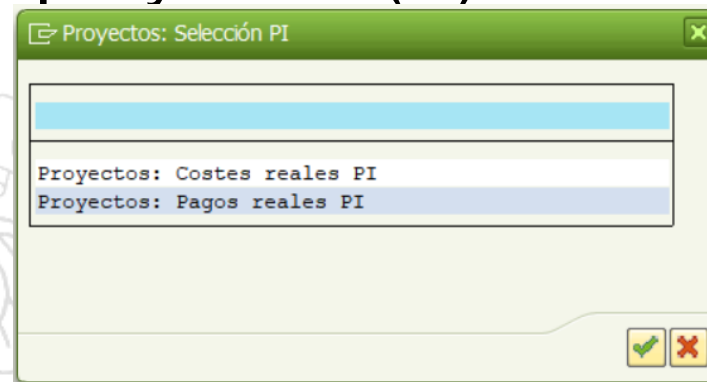 Proyectos: Selección PI
Proyectos: Costes reales PI
Proyectos: Pagos reales PI